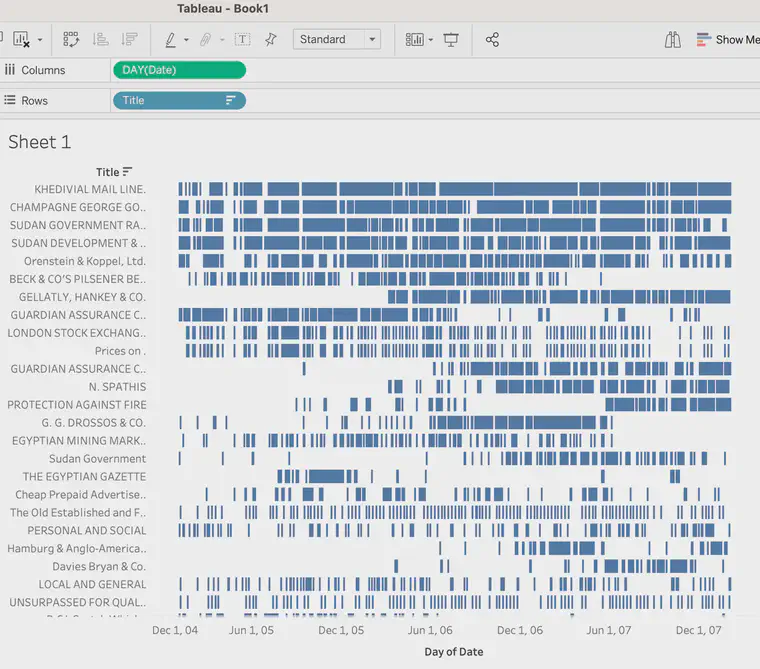 Tableau - Book1
Standard
Show Me
Columns
DAY(Date)
Rows
Title
Sheet 1
Title
KHEDIVIAL MAIL LINE.
CHAMPAGNE GEORGE GO..
SUDAN GOVERNMENT RA..
SUDAN DEVELOPMENT & ..
Orenstein & Koppel, Ltd.
BECK & CO'S PILSENER BE..
GELLATLY, HANKEY & CO.
GUARDIAN ASSURANCE C..
LONDON STOCK EXCHANG..
Prices on .
GUARDIAN ASSURANCE C..
N. SPATHIS
PROTECTION AGAINST FIRE
G. G. DROSSOS & CO.
EGYPTIAN MINING MARK..
Sudan Government
THE EGYPTIAN GAZETTE
Cheap Prepaid Advertise..
The Old Established and F..
PERSONAL AND SOCIAL
Hamburg & Anglo-America..
Davies Bryan & Co.
LOCAL AND GENERAL
UNSURPASSED FOR QUAL..
Dec 1, 04 Jun 1, 05 Dec 1, 05 Jun 1, 06 Dec 1, 06 Jun 1, 07 Dec 1, 07
Day of Date